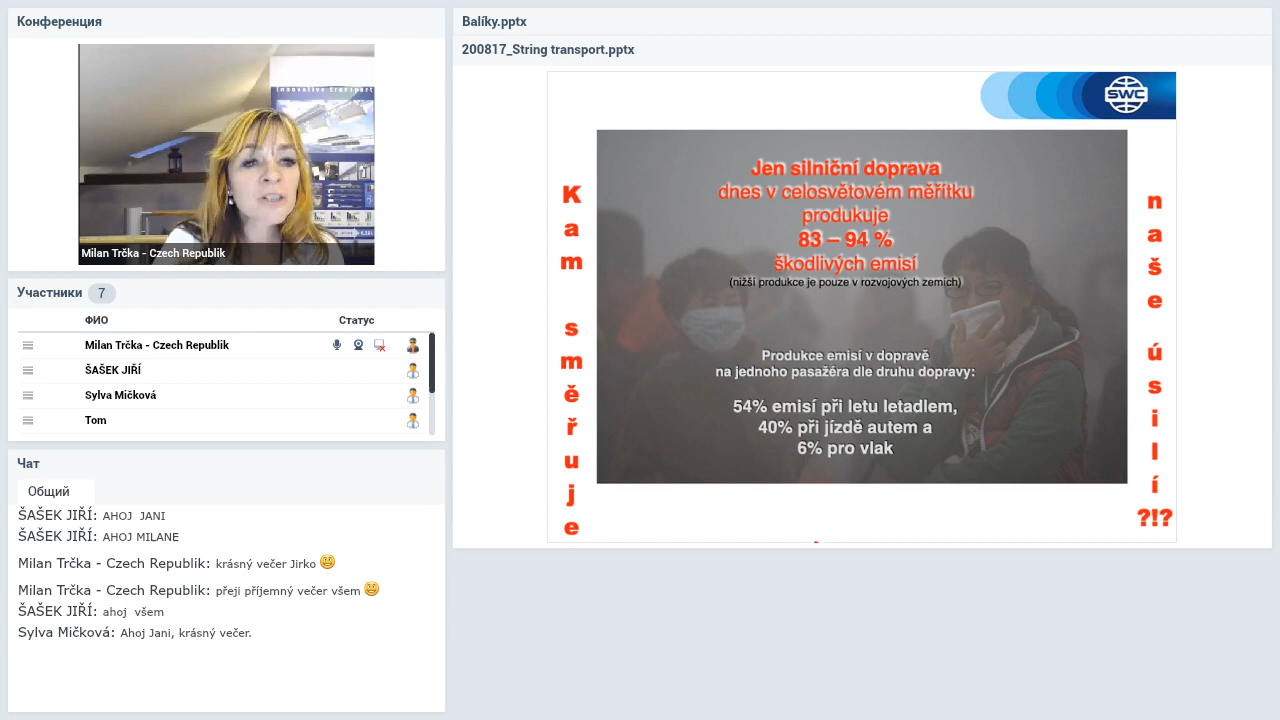 Конференция
innovative transport
Milan Trčka - Czech Republik
Участники 7
ФИО Статус
Milan Trčka - Czech Republik
ŠAŠEK JIŘÍ
Sylva Mičková
Tom
Чат
Общий
ŠAŠEK JIŘÍ: AHOJ JANI
ŠAŠEK JIŘÍ: AHOJ MILANE
Milan Trčka - Czech Republik: krásný večer Jirko
Milan Trčka - Czech Republik: přeji příjemný večer všem
ŠAŠEK JIŘÍ: ahoj všem
Sylva Mičková: Ahoj Jani, krásný večer.
Balíky.pptx
200817_String transport.pptx
SWC
Kam směřuje
Jen silniční doprava
dnes v celosvětovém měřítku
produkuje
83 – 94 %
škodlivých emisí
(nižší produkce je pouze v rozvojových zemích)
Produkce emisí v dopravě
na jednoho pasažéra dle druhu dopravy:
54% emisí při letu letadlem,
40% při jízdě autem a
6% pro vlak
naše úsilí ?!?